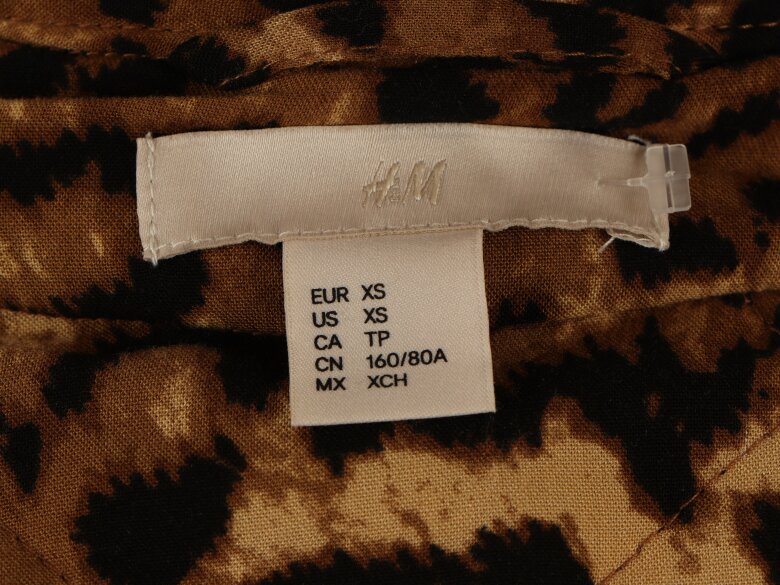 H&M
EUR XS
US XS
CA TP
CN 160/80A
MX XCH